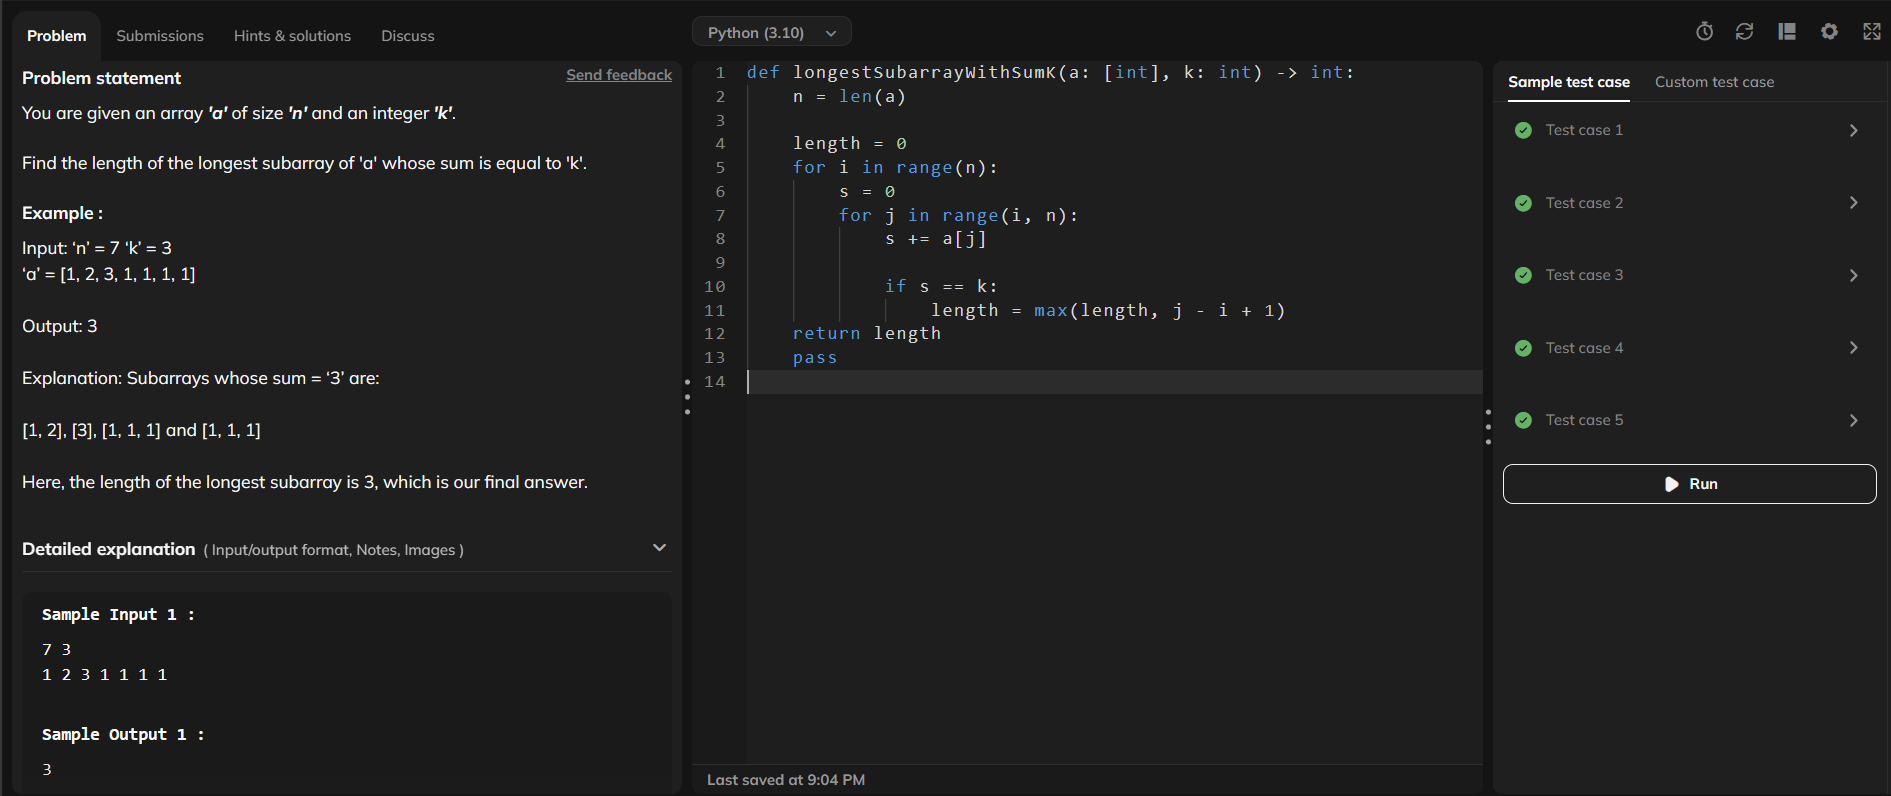 Problem
Submissions
Hints & solutions
Discuss
Problem statement
Send feedback
You are given an array 'a' of size 'n' and an integer 'k'.
Find the length of the longest subarray of 'a' whose sum is equal to 'k'.
Example :
Input: ‘n’ = 7 ‘k’ = 3
‘a’ = [1, 2, 3, 1, 1, 1, 1]
Output: 3
Explanation: Subarrays whose sum = ‘3’ are:
[1, 2], [3], [1, 1, 1] and [1, 1, 1]
Here, the length of the longest subarray is 3, which is our final answer.
Detailed explanation ( Input/output format, Notes, Images )
Sample Input 1 :
7 3
1 2 3 1 1 1 1
Sample Output 1 :
3
Python (3.10)
1 def longestSubarrayWithSumK(a: [int], k: int) -> int:
2     n = len(a)
3
4     length = 0
5     for i in range(n):
6         s = 0
7         for j in range(i, n):
8             s += a[j]
9
10             if s == k:
11                 length = max(length, j - i + 1)
12     return length
13     pass
14
Last saved at 9:04 PM
Sample test case
Custom test case
Test case 1
Test case 2
Test case 3
Test case 4
Test case 5
Run